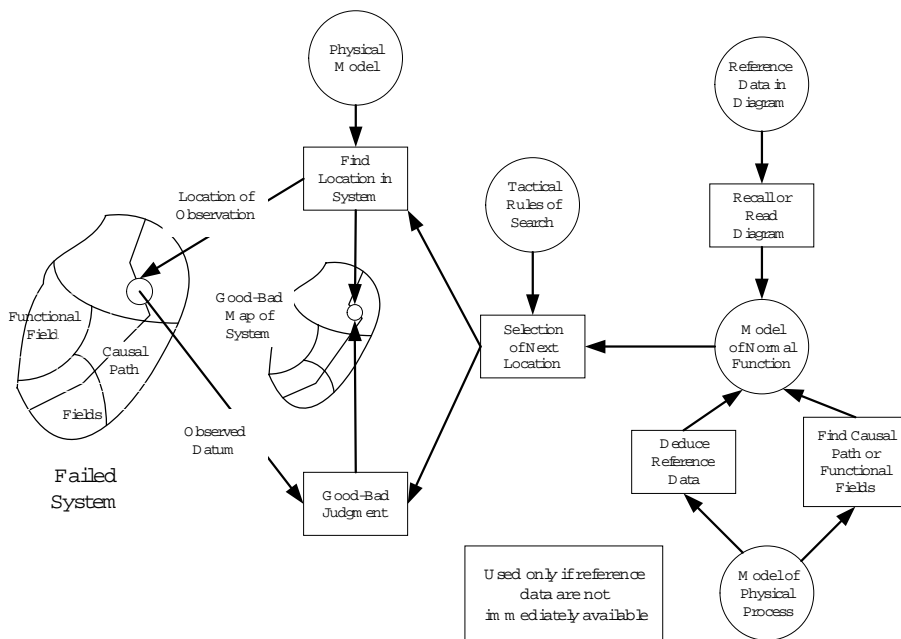 Physical
Model
Reference
Data in
Diagram
Find
Location in
System
Tactical
Rules of
Search
Recall or
Read
Diagram
Location of
Observation
Functional
Field
Good-Bad
Map of
System
Causal
Path
Fields
Selection
of Next
Location
Model
of Normal
Function
Observed
Datum
Failed
System
Good-Bad
Judgment
Deduce
Reference
Data
Find Causal
Path or
Functional
Fields
Used only if reference
data are not
immediately available
Model of
Physical
Process